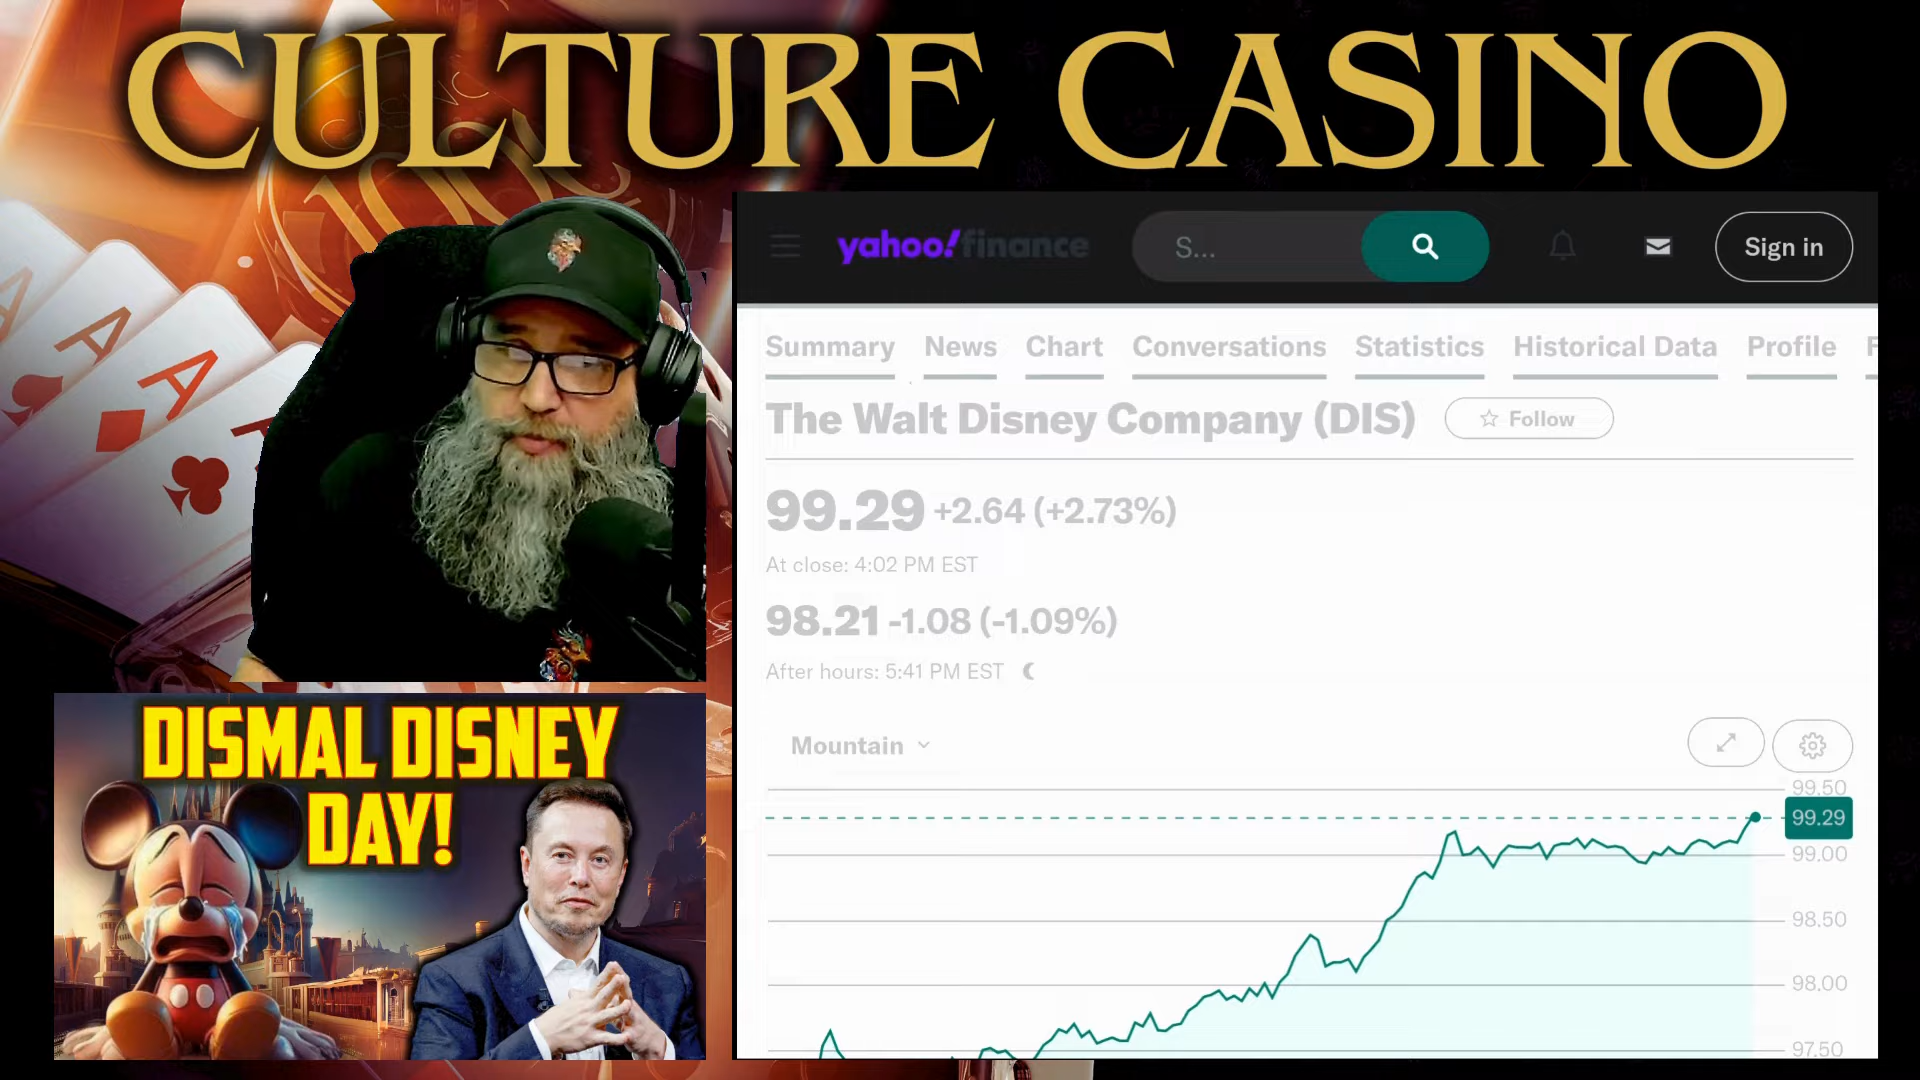 CULTURE CASINO
yahoo!finance
S...
Sign in
Summary News Chart Conversations Statistics Historical Data Profile F
The Walt Disney Company (DIS)
☆ Follow
99.29 +2.64 (+2.73%)
At close: 4:02 PM EST
98.21 -1.08 (-1.09%)
After hours: 5:41 PM EST
Mountain
99.50
99.29
99.00
98.50
98.00
97.50
DISMAL DISNEY
DAY!
A
A
A
CASINO